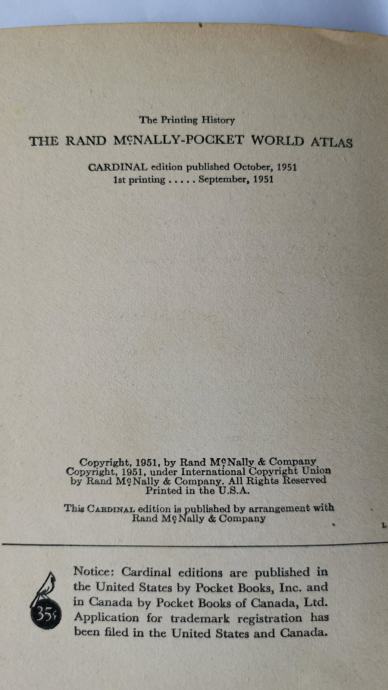 The Printing History
THE RAND McNALLY-POCKET WORLD ATLAS
CARDINAL edition published October, 1951
1st printing . . . . . September, 1951
Copyright, 1951, by Rand McNally & Company
Copyright, 1951, under International Copyright Union
by Rand McNally & Company. All Rights Reserved
Printed in the U.S.A.
This CARDINAL edition is published by arrangement with
Rand McNally & Company
L
Notice: Cardinal editions are published in
the United States by Pocket Books, Inc. and
in Canada by Pocket Books of Canada, Ltd.
Application for trademark registration has
been filed in the United States and Canada.
35¢